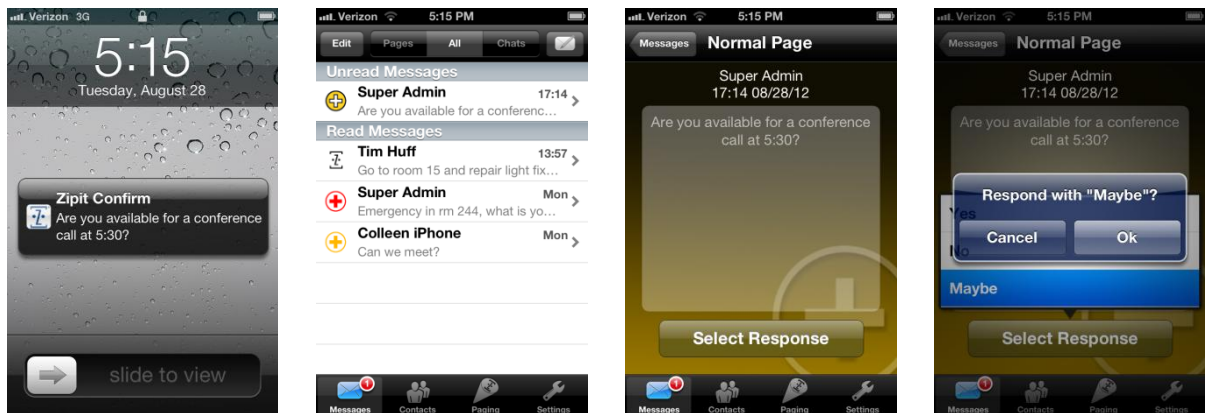 Verizon 3G
5:15
Tuesday, August 28
Zipit Confirm
Are you available for a conference
call at 5:30?
slide to view
Verizon 5:15 PM
Edit Pages All Chats
Unread Messages
Super Admin 17:14
Are you available for a conferenc...
Read Messages
Tim Huff 13:57
Go to room 15 and repair light fix...
Super Admin Mon
Emergency in rm 244, what is yo...
Colleen iPhone Mon
Can we meet?
1
Messages Contacts Paging Settings
Verizon 5:15 PM
Messages Normal Page
Super Admin
17:14 08/28/12
Are you available for a conference
call at 5:30?
Select Response
1
Messages Contacts Paging Settings
Verizon 5:15 PM
Messages Normal Page
Super Admin
17:14 08/28/12
Are you available for a conference
call at 5:30?
Respond with "Maybe"?
Yes
Cancel Ok
No
Maybe
Select Response
1
Messages Contacts Paging Settings